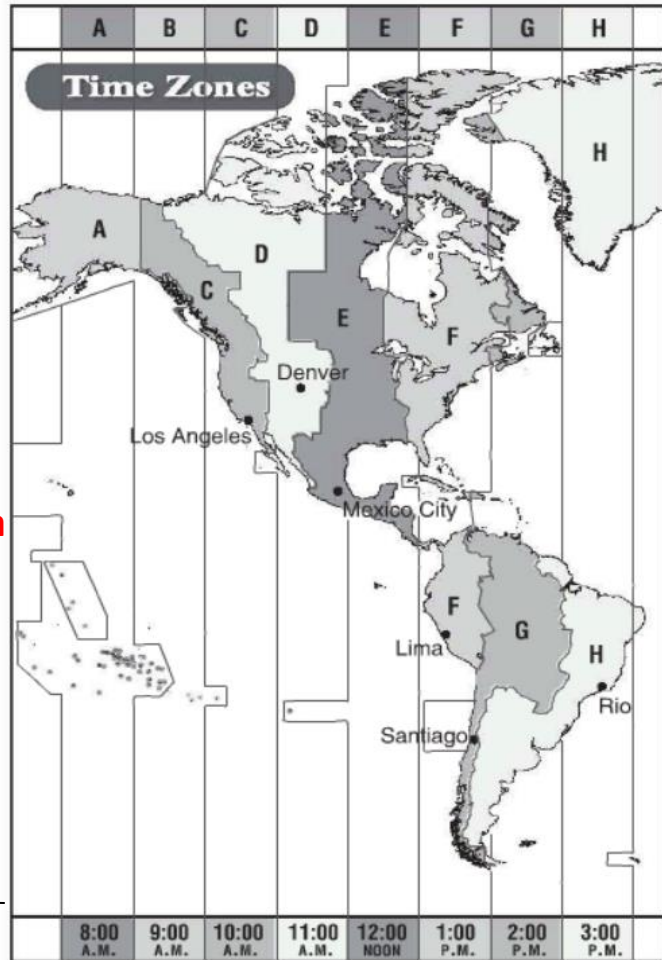 A B C D E F G H
Time Zones
H
A
D
C
E
F
Denver
Los Angeles
Mexico City
F
G
Lima
H
Rio
Santiago
8:00 9:00 10:00 11:00 12:00 1:00 2:00 3:00
A.M. A.M. A.M. A.M. NOON P.M. P.M. P.M.